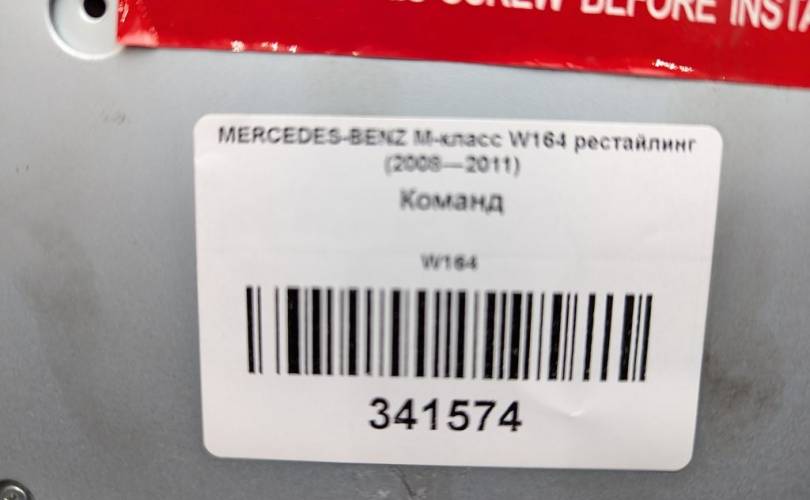 SCREW BEFORE INSTA
MERCEDES-BENZ M-класс W164 рестайлинг
(2008—2011)
Команд
W164
341574